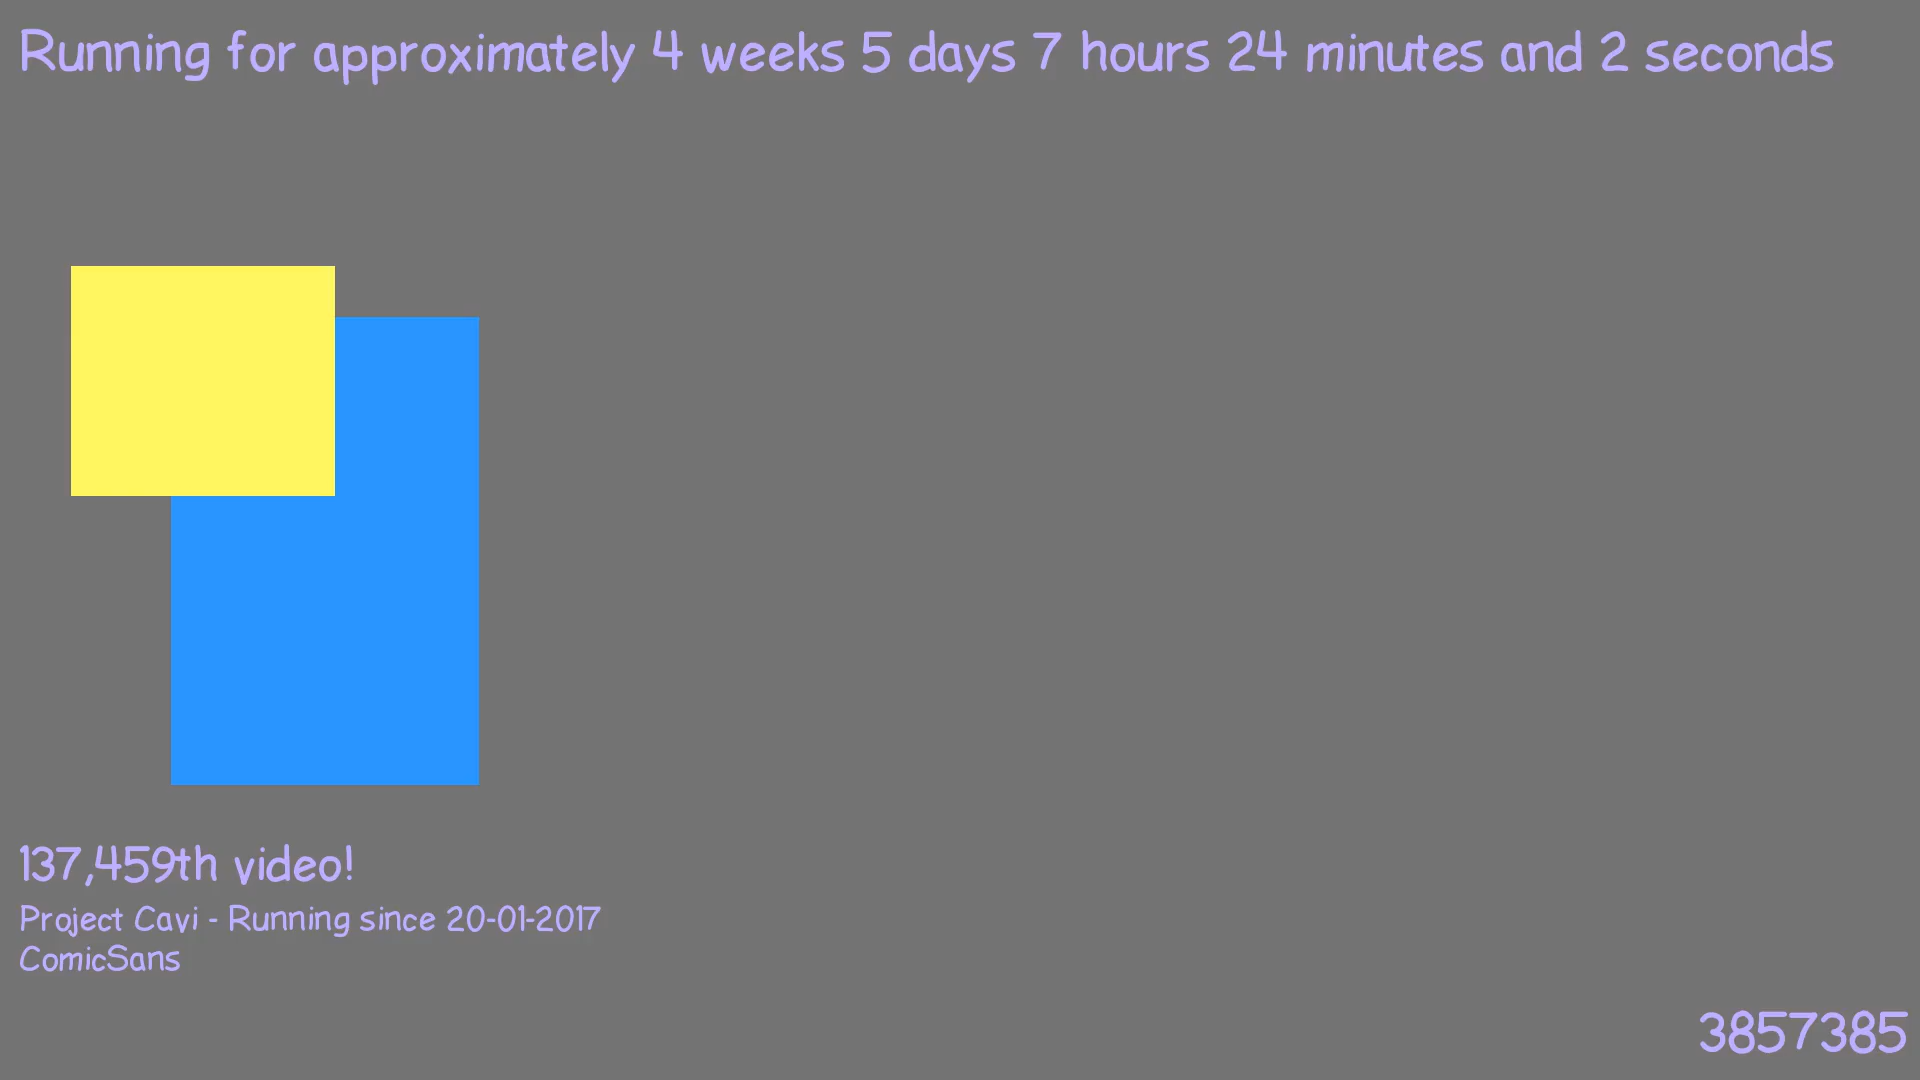 Running for approximately 4 weeks 5 days 7 hours 24 minutes and 2 seconds
137,459th video!
Project Cavi - Running since 20-01-2017
ComicSans
3857385